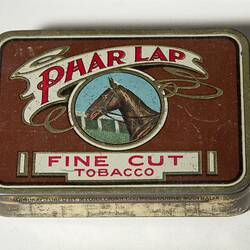 PHAR LAP
FINE CUT
TOBACCO